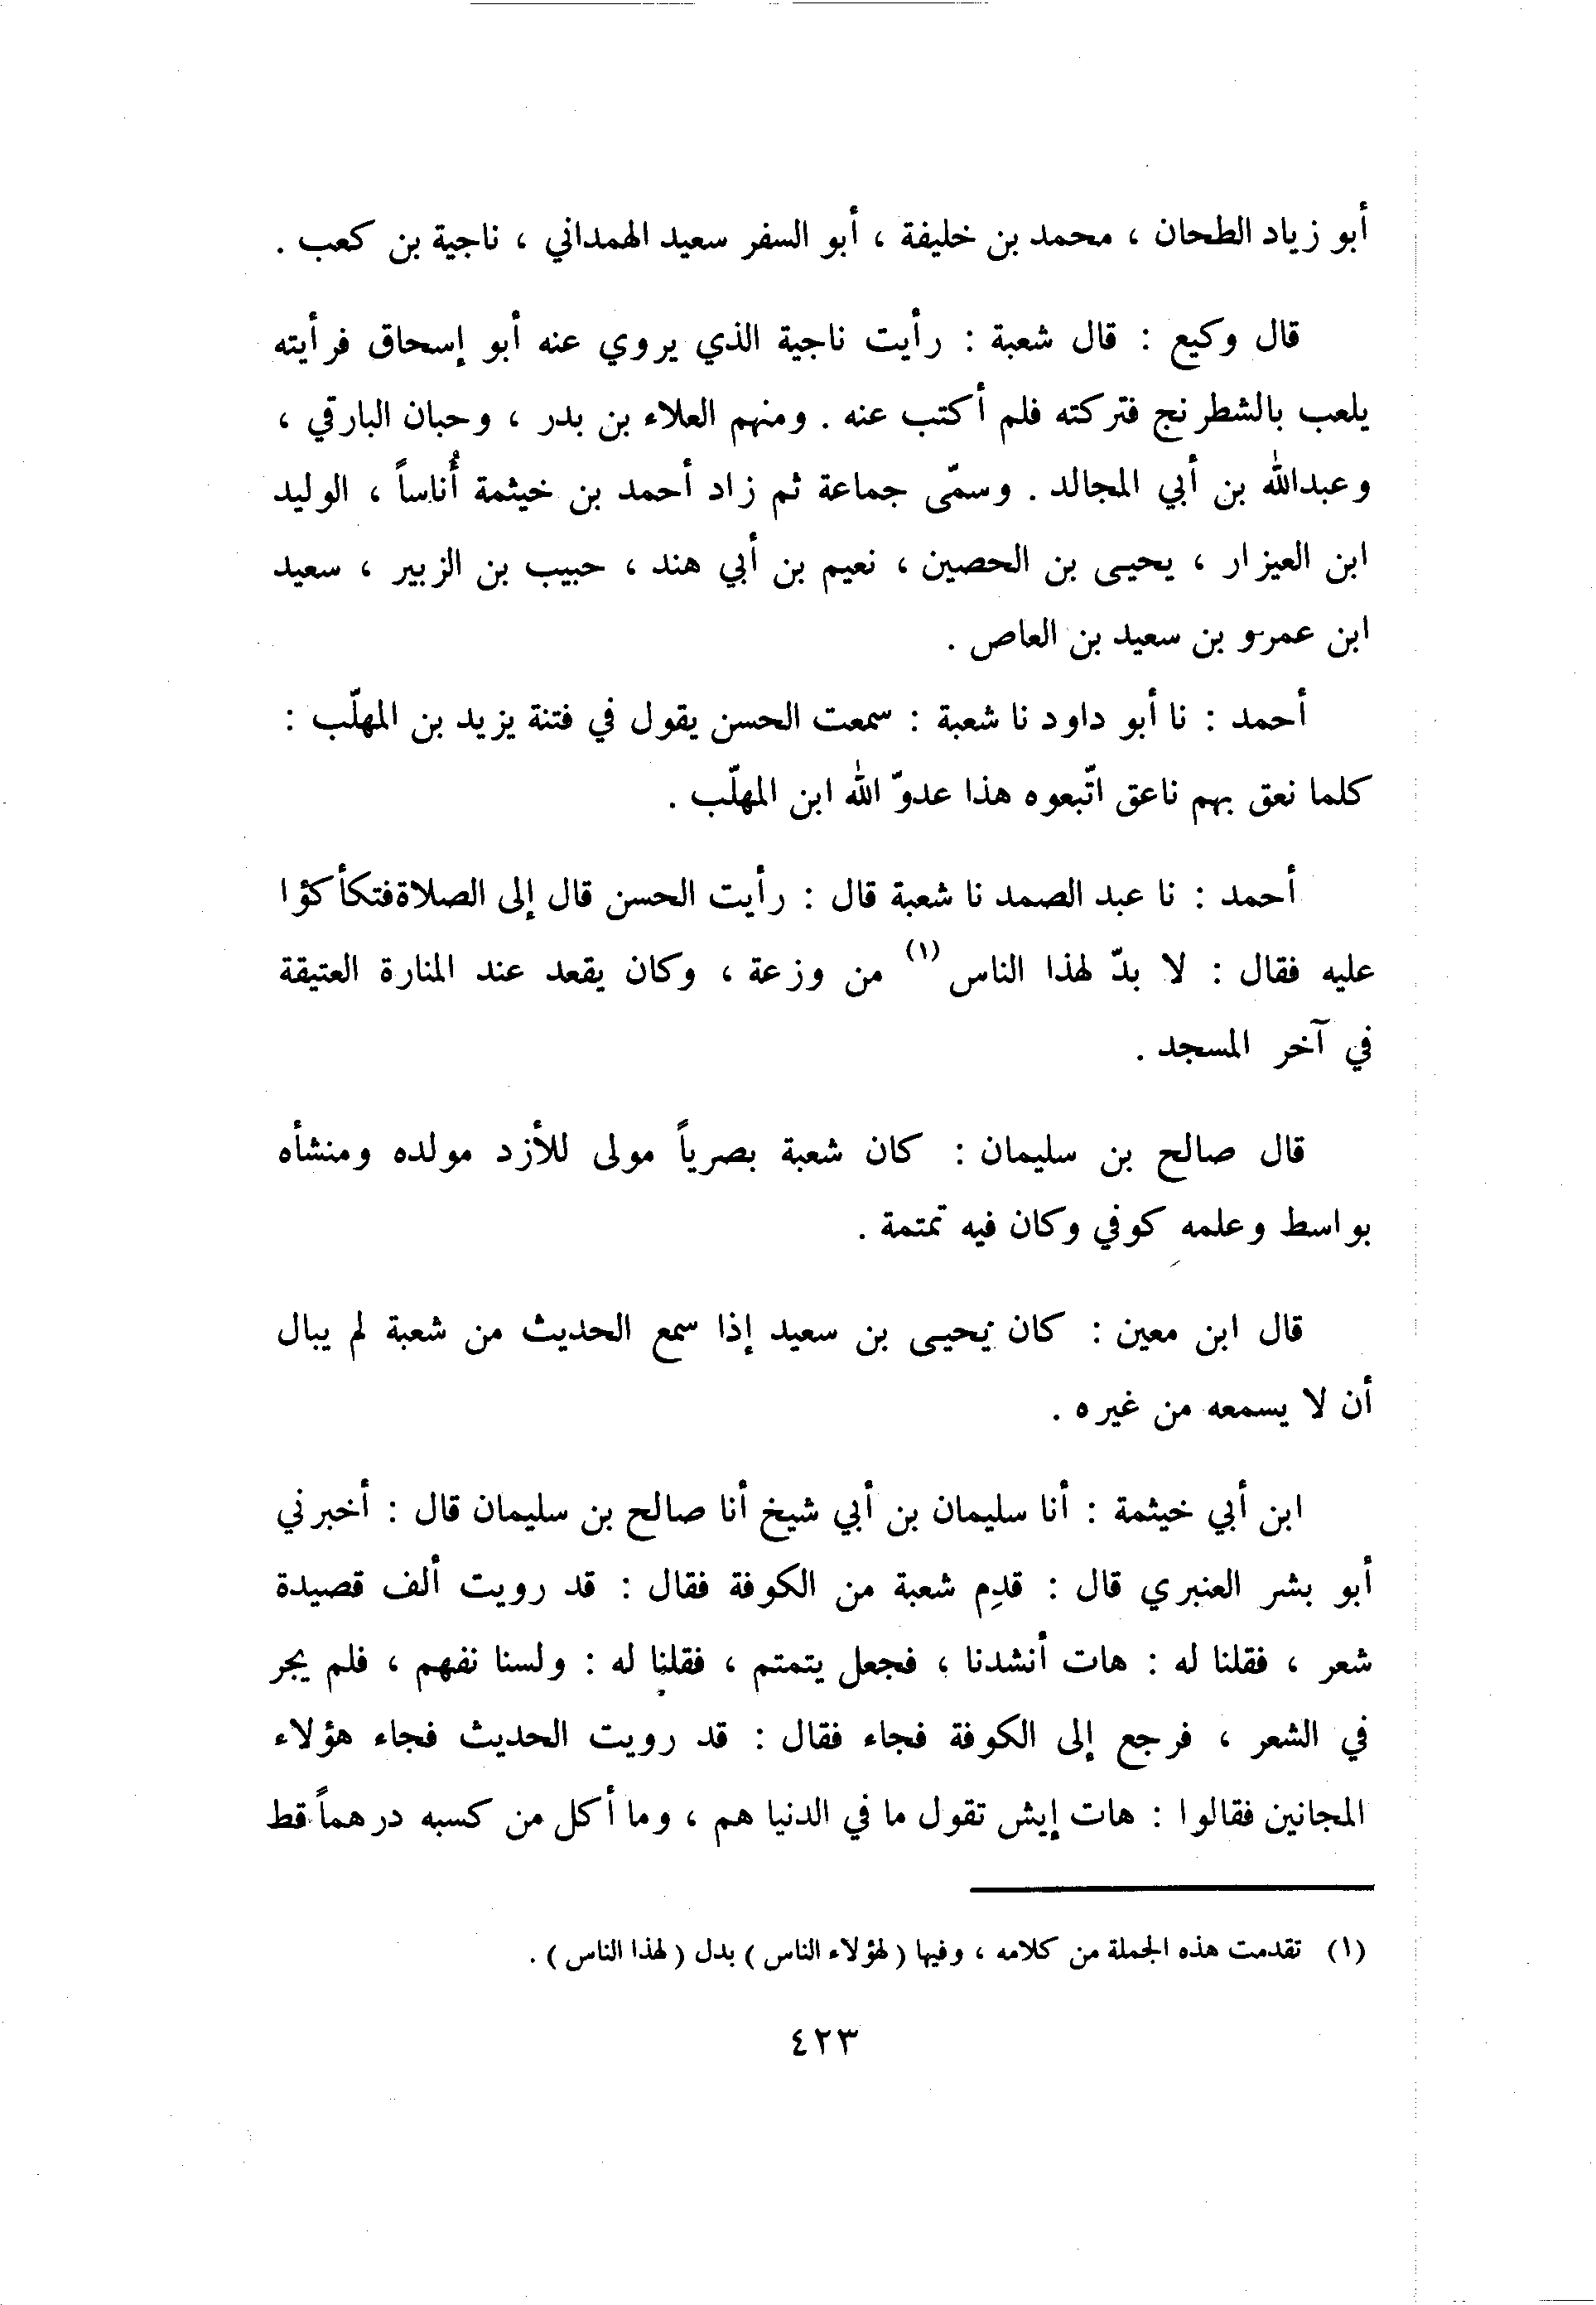 أبو زياد الطحان ، محمد بن خليفة ، أبو السفر سعيد الهمداني ، ناجية بن كعب .
قال وكيع : قال شعبة : رأيت ناجية الذي يروي عنه أبو إسحاق فرأيته
يلعب بالشطرنج فتركته فلم أكتب عنه . ومنهم العلاء بن بدر ، وحبان البارقي ،
وعبدالله بن أبي المجالد . وسمّى جماعة ثم زاد أحمد بن خيثمة أُناساً ، الوليد
ابن العيزار ، يحيى بن الحصين ، نعيم بن أبي هند ، حبيب بن الزبير ، سعيد
ابن عمرو بن سعيد بن العاص .
أحمد : نا أبو داود نا شعبة : سمعت الحسن يقول في فتنة يزيد بن المهلّب :
كلما نعق بهم ناعق اتّبعوه هذا عدوّ الله ابن المهلّب .
أحمد : نا عبد الصمد نا شعبة قال : رأيت الحسن قال إلى الصلاة فتكأكؤا
عليه فقال : لا بدّ لهذا الناس (١) من وزعة ، وكان يقعد عند المنارة العتيقة
في آخر المسجد .
قال صالح بن سليمان : كان شعبة بصرياً مولى للأزد مولده ومنشأه
بواسط وعلمه كوفي وكان فيه تمتمة .
قال ابن معين : كان يحيى بن سعيد إذا سمع الحديث من شعبة لم يبال
أن لا يسمعه من غيره .
ابن أبي خيثمة : أنا سليمان بن أبي شيخ أنا صالح بن سليمان قال : أخبرني
أبو بشر العنبري قال : قدِم شعبة من الكوفة فقال : قد رويت ألف قصيدة
شعر ، فقلنا له : هات أنشدنا ، فجعل يتمتم ، فقلنا له : ولسنا نفهم ، فلم يجر
في الشعر ، فرجع إلى الكوفة فجاء فقال : قد رويت الحديث فجاء هؤلاء
المجانين فقالوا : هات إيش تقول ما في الدنيا هم ، وما أكل من كسبه درهماً قط
(١) تقدمت هذه الجملة من كلامه ، وفيها ( لهؤلاء الناس ) بدل ( لهذا الناس ) .
٤٢٣